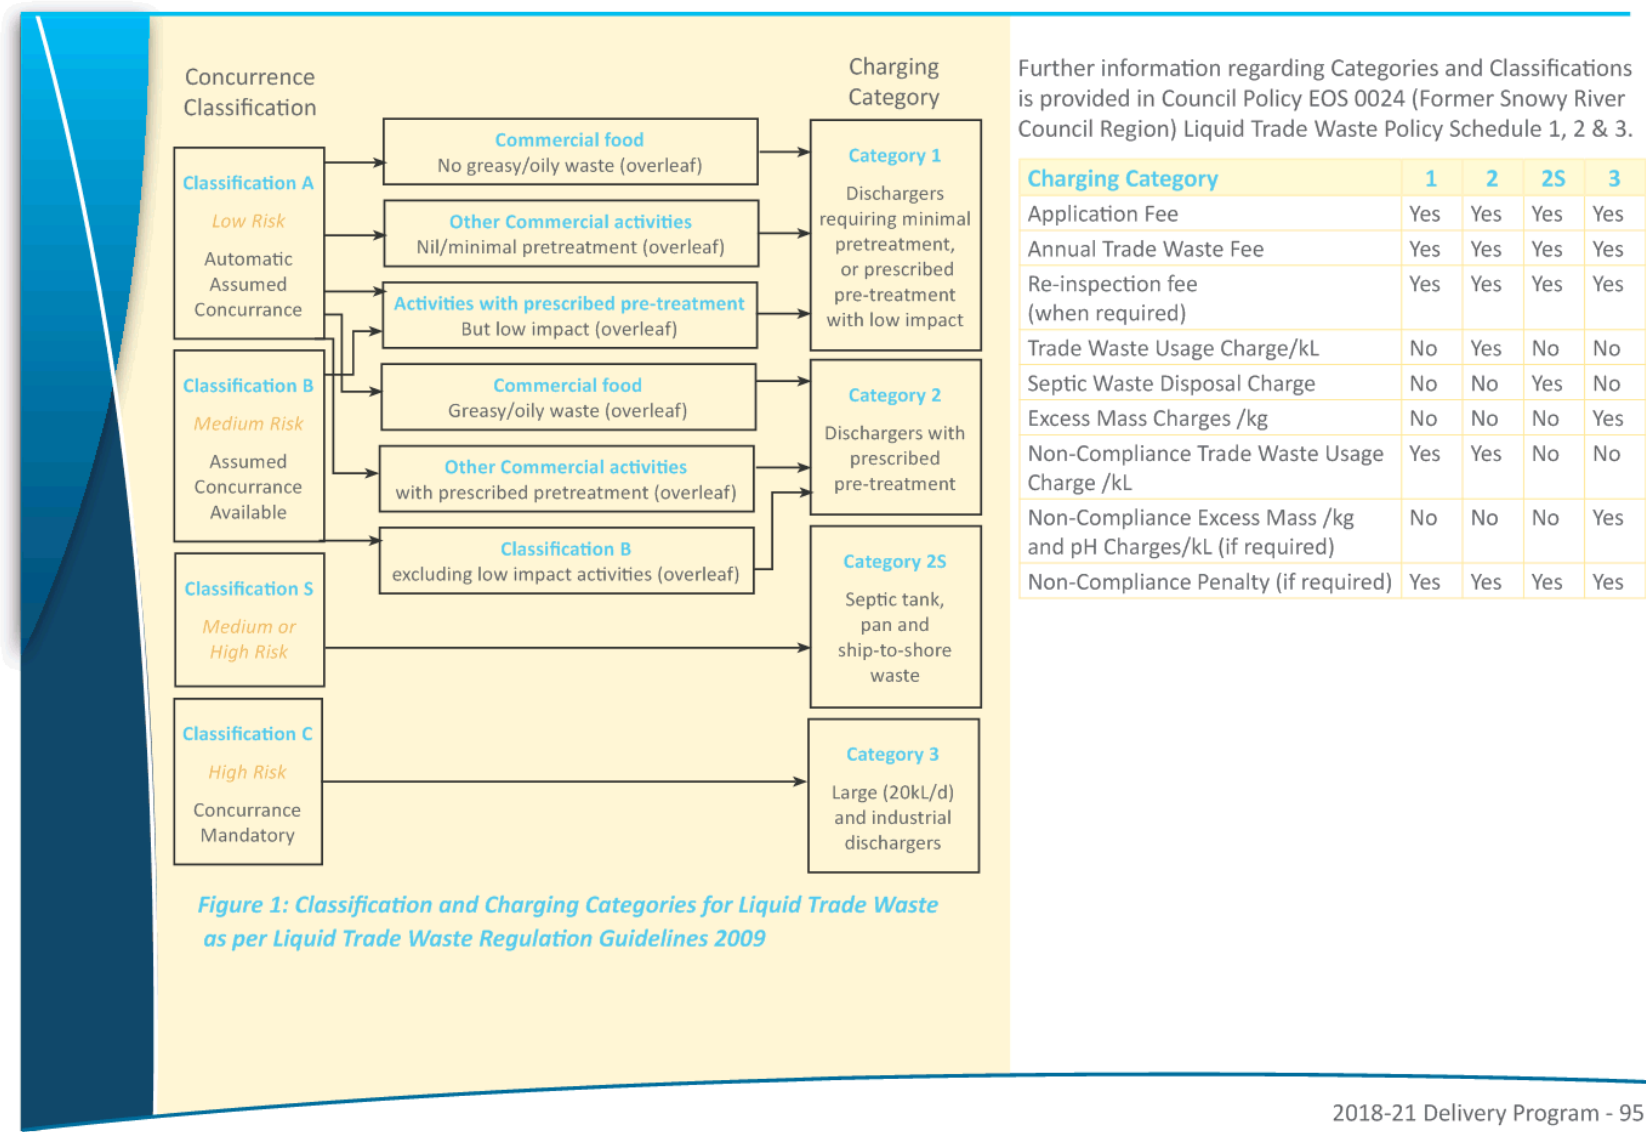 Concurrence
Classification
Charging
Category
Classification A
Low Risk
Automatic
Assumed
Concurrance
Classification B
Medium Risk
Assumed
Concurrance
Available
Classification S
Medium or
High Risk
Classification C
High Risk
Concurrance
Mandatory
Commercial food
No greasy/oily waste (overleaf)
Other Commercial activities
Nil/minimal pretreatment (overleaf)
Activities with prescribed pre-treatment
But low impact (overleaf)
Commercial food
Greasy/oily waste (overleaf)
Other Commercial activities
with prescribed pretreatment (overleaf)
Classification B
excluding low impact activities (overleaf)
Category 1
Dischargers
requiring minimal
pretreatment,
or prescribed
pre-treatment
with low impact
Category 2
Dischargers with
prescribed
pre-treatment
Category 2S
Septic tank,
pan and
ship-to-shore
waste
Category 3
Large (20kL/d)
and industrial
dischargers
Figure 1: Classification and Charging Categories for Liquid Trade Waste
as per Liquid Trade Waste Regulation Guidelines 2009
Further information regarding Categories and Classifications
is provided in Council Policy EOS 0024 (Former Snowy River
Council Region) Liquid Trade Waste Policy Schedule 1, 2 & 3.
Charging Category 1 2 2S 3
Application Fee Yes Yes Yes Yes
Annual Trade Waste Fee Yes Yes Yes Yes
Re-inspection fee Yes Yes Yes Yes
(when required)
Trade Waste Usage Charge/kL No Yes No No
Septic Waste Disposal Charge No No Yes No
Excess Mass Charges /kg No No No Yes
Non-Compliance Trade Waste Usage Yes Yes No No
Charge /kL
Non-Compliance Excess Mass /kg No No No Yes
and pH Charges/kL (if required)
Non-Compliance Penalty (if required) Yes Yes Yes Yes
2018-21 Delivery Program - 95